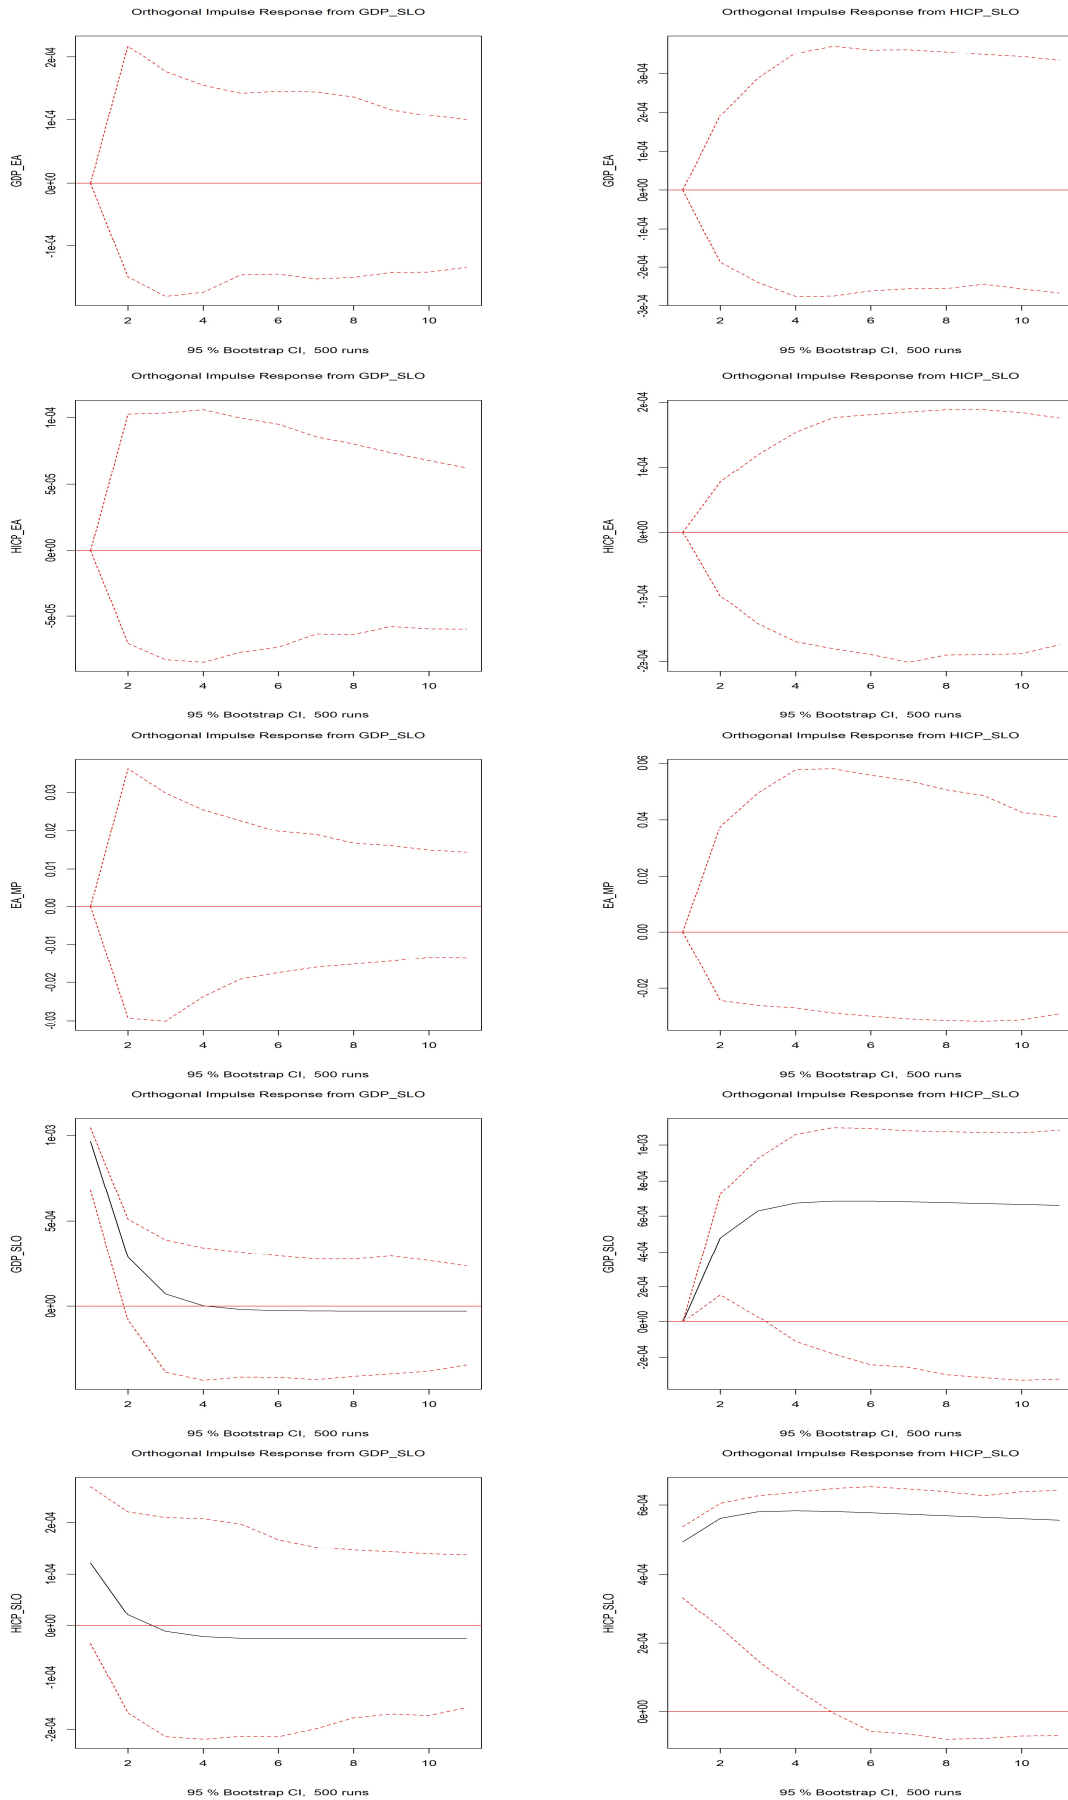 Orthogonal Impulse Response from GDP_SLO
GDP_EA
2e-04
1e-04
0e+00
-1e-04
2 4 6 8 10
95 % Bootstrap CI, 500 runs
Orthogonal Impulse Response from HICP_SLO
GDP_EA
3e-04
2e-04
1e-04
0e+00
-1e-04
-2e-04
-3e-04
2 4 6 8 10
95 % Bootstrap CI, 500 runs
Orthogonal Impulse Response from GDP_SLO
HICP_EA
1e-04
5e-05
0e+00
-5e-05
2 4 6 8 10
95 % Bootstrap CI, 500 runs
Orthogonal Impulse Response from HICP_SLO
HICP_EA
2e-04
1e-04
0e+00
-1e-04
-2e-04
2 4 6 8 10
95 % Bootstrap CI, 500 runs
Orthogonal Impulse Response from GDP_SLO
EA_MP
0.03
0.02
0.01
0.00
-0.01
-0.02
-0.03
2 4 6 8 10
95 % Bootstrap CI, 500 runs
Orthogonal Impulse Response from HICP_SLO
EA_MP
0.06
0.04
0.02
0.00
-0.02
2 4 6 8 10
95 % Bootstrap CI, 500 runs
Orthogonal Impulse Response from GDP_SLO
GDP_SLO
1e-03
5e-04
0e+00
2 4 6 8 10
95 % Bootstrap CI, 500 runs
Orthogonal Impulse Response from HICP_SLO
GDP_SLO
1e-03
8e-04
6e-04
4e-04
2e-04
0e+00
-2e-04
2 4 6 8 10
95 % Bootstrap CI, 500 runs
Orthogonal Impulse Response from GDP_SLO
HICP_SLO
2e-04
1e-04
0e+00
-1e-04
-2e-04
2 4 6 8 10
95 % Bootstrap CI, 500 runs
Orthogonal Impulse Response from HICP_SLO
HICP_SLO
6e-04
4e-04
2e-04
0e+00
2 4 6 8 10
95 % Bootstrap CI, 500 runs